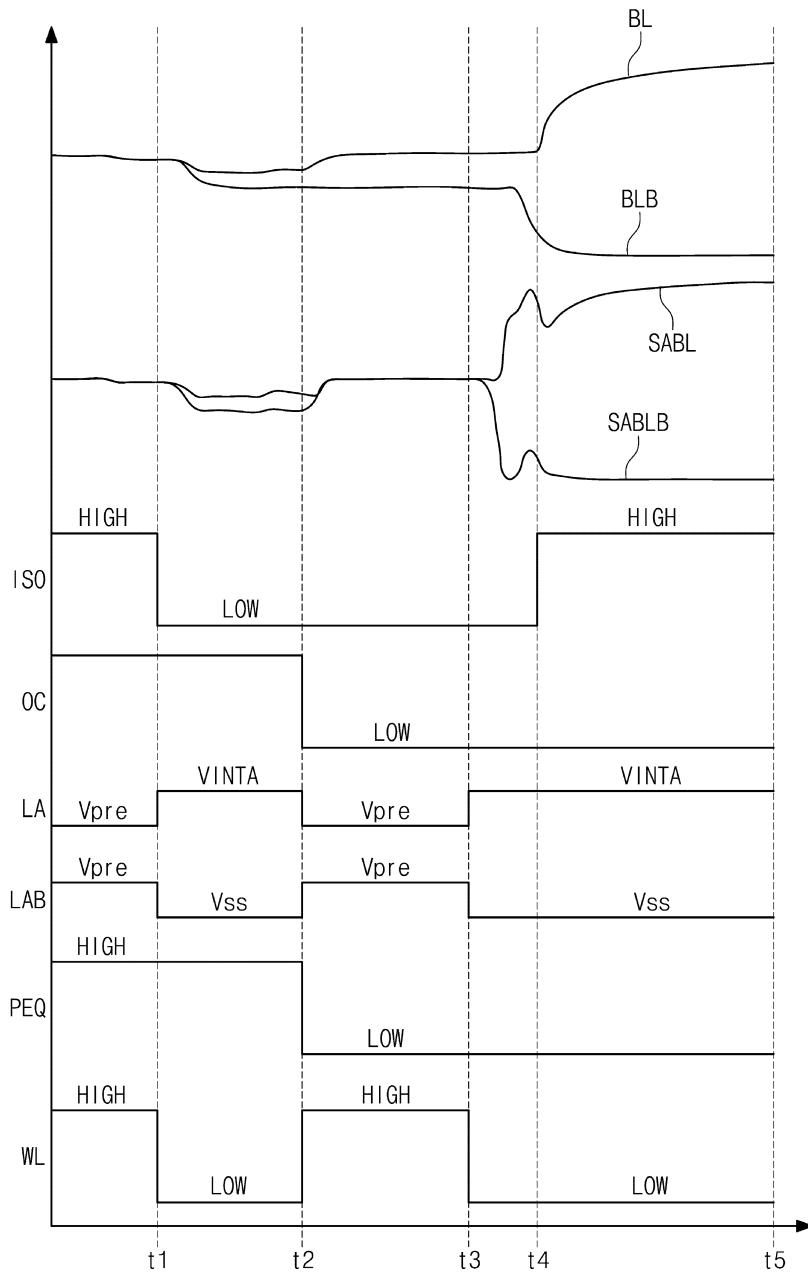 BL
BLB
SABL
SABLB
HIGH HIGH
ISO
LOW
OC
LOW
VINTA VINTA
LA Vpre Vpre
Vpre Vpre
LAB Vss Vss
HIGH
PEQ
LOW
HIGH HIGH
WL
LOW LOW
t1 t2 t3 t4 t5